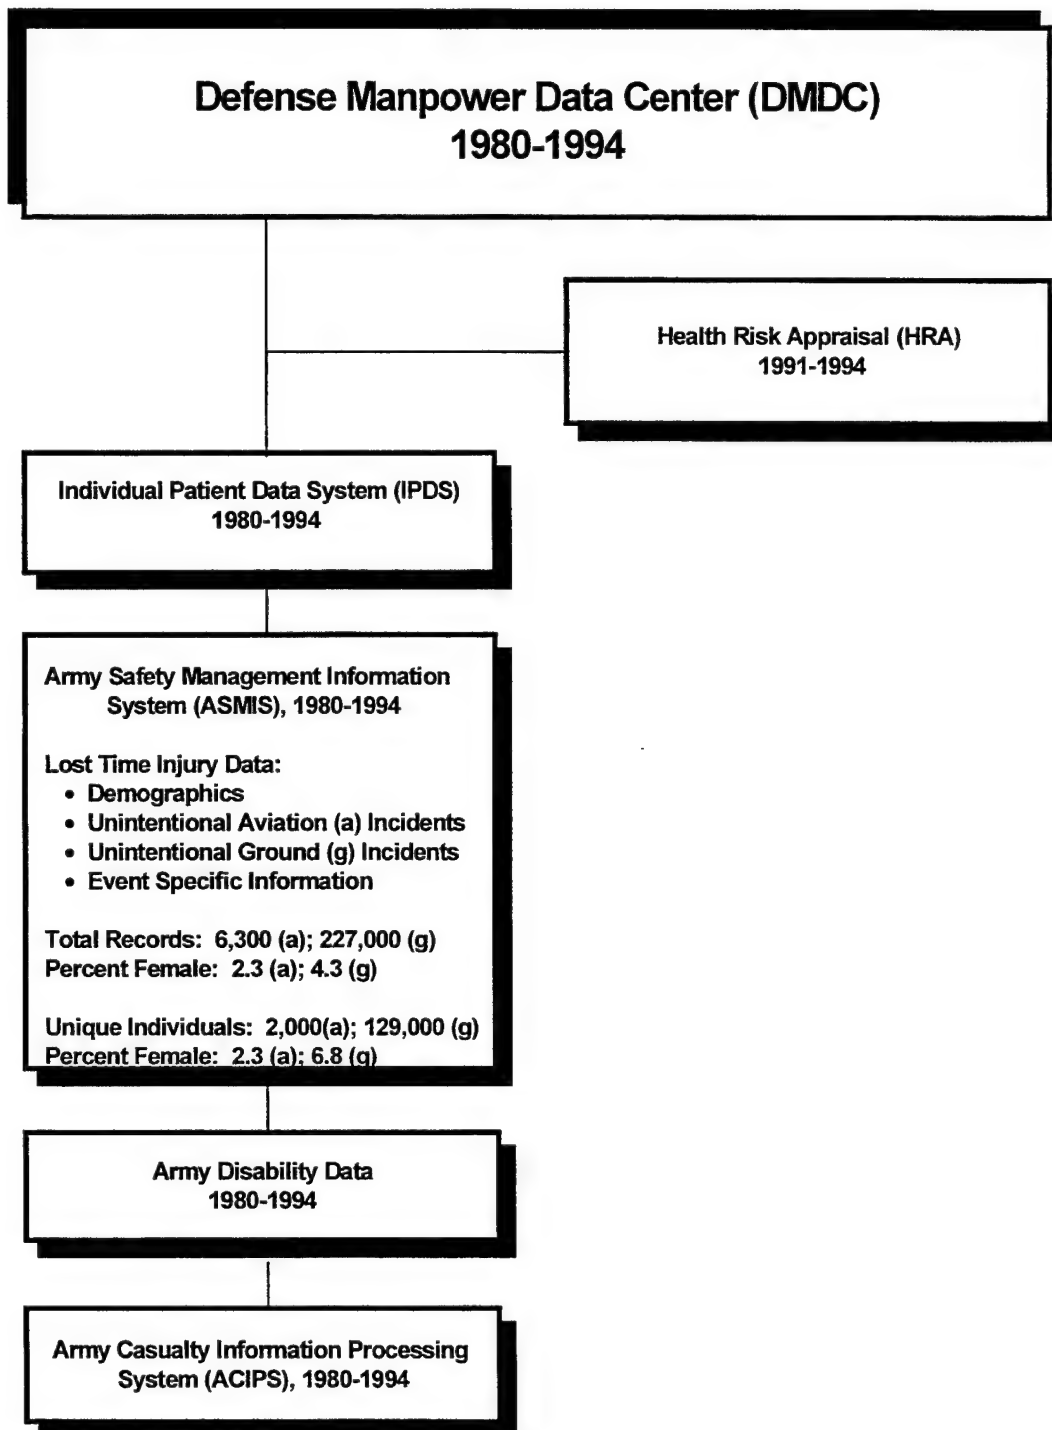 Defense Manpower Data Center (DMDC)
1980-1994
Health Risk Appraisal (HRA)
1991-1994
Individual Patient Data System (IPDS)
1980-1994
Army Safety Management Information
System (ASMIS), 1980-1994
Lost Time Injury Data:
• Demographics
• Unintentional Aviation (a) Incidents
• Unintentional Ground (g) Incidents
• Event Specific Information
Total Records: 6,300 (a); 227,000 (g)
Percent Female: 2.3 (a); 4.3 (g)
Unique Individuals: 2,000(a); 129,000 (g)
Percent Female: 2.3 (a); 6.8 (g)
Army Disability Data
1980-1994
Army Casualty Information Processing
System (ACIPS), 1980-1994